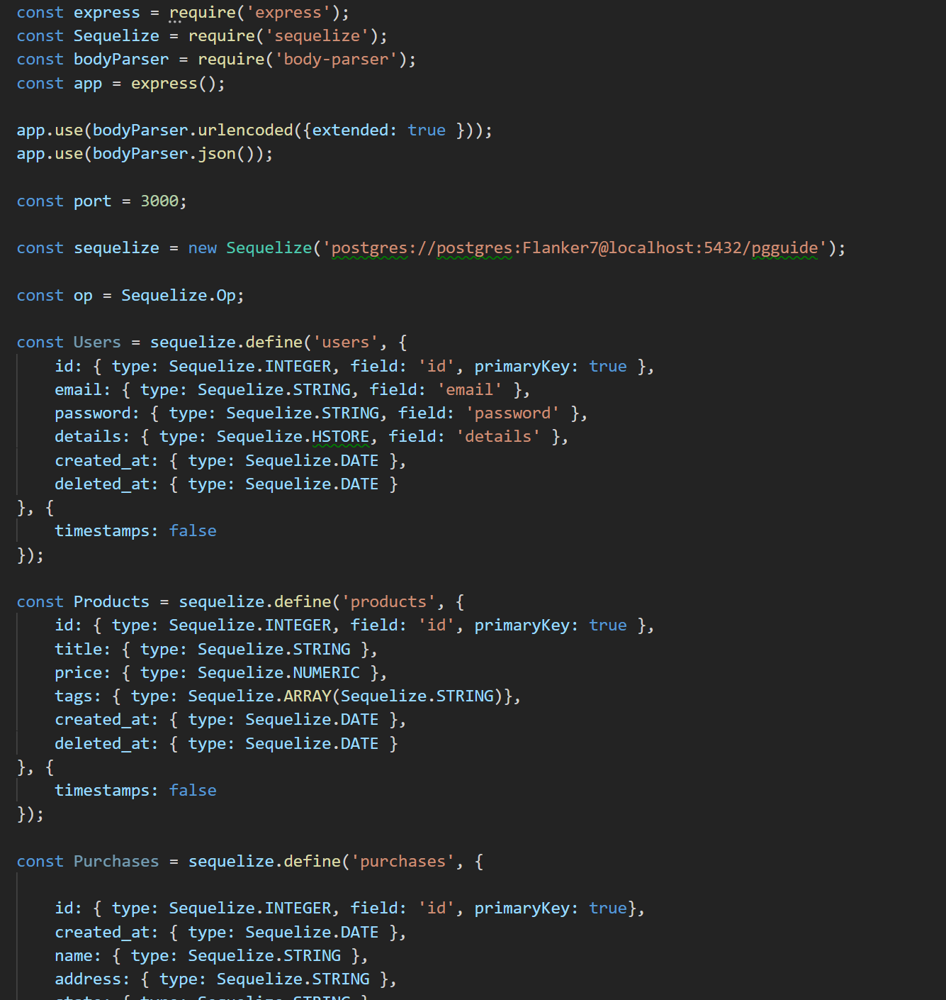 const express = require('express');
const Sequelize = require('sequelize');
const bodyParser = require('body-parser');
const app = express();
app.use(bodyParser.urlencoded({extended: true }));
app.use(bodyParser.json());
const port = 3000;
const sequelize = new Sequelize('postgres://postgres:Flanker7@localhost:5432/pgguide');
const op = Sequelize.Op;
const Users = sequelize.define('users', {
    id: { type: Sequelize.INTEGER, field: 'id', primaryKey: true },
    email: { type: Sequelize.STRING, field: 'email' },
    password: { type: Sequelize.STRING, field: 'password' },
    details: { type: Sequelize.HSTORE, field: 'details' },
    created_at: { type: Sequelize.DATE },
    deleted_at: { type: Sequelize.DATE }
}, {
    timestamps: false
});
const Products = sequelize.define('products', {
    id: { type: Sequelize.INTEGER, field: 'id', primaryKey: true },
    title: { type: Sequelize.STRING },
    price: { type: Sequelize.NUMERIC },
    tags: { type: Sequelize.ARRAY(Sequelize.STRING)},
    created_at: { type: Sequelize.DATE },
    deleted_at: { type: Sequelize.DATE }
}, {
    timestamps: false
});
const Purchases = sequelize.define('purchases', {
    id: { type: Sequelize.INTEGER, field: 'id', primaryKey: true},
    created_at: { type: Sequelize.DATE },
    name: { type: Sequelize.STRING },
    address: { type: Sequelize.STRING },
    state: { type: Sequelize.STRING }